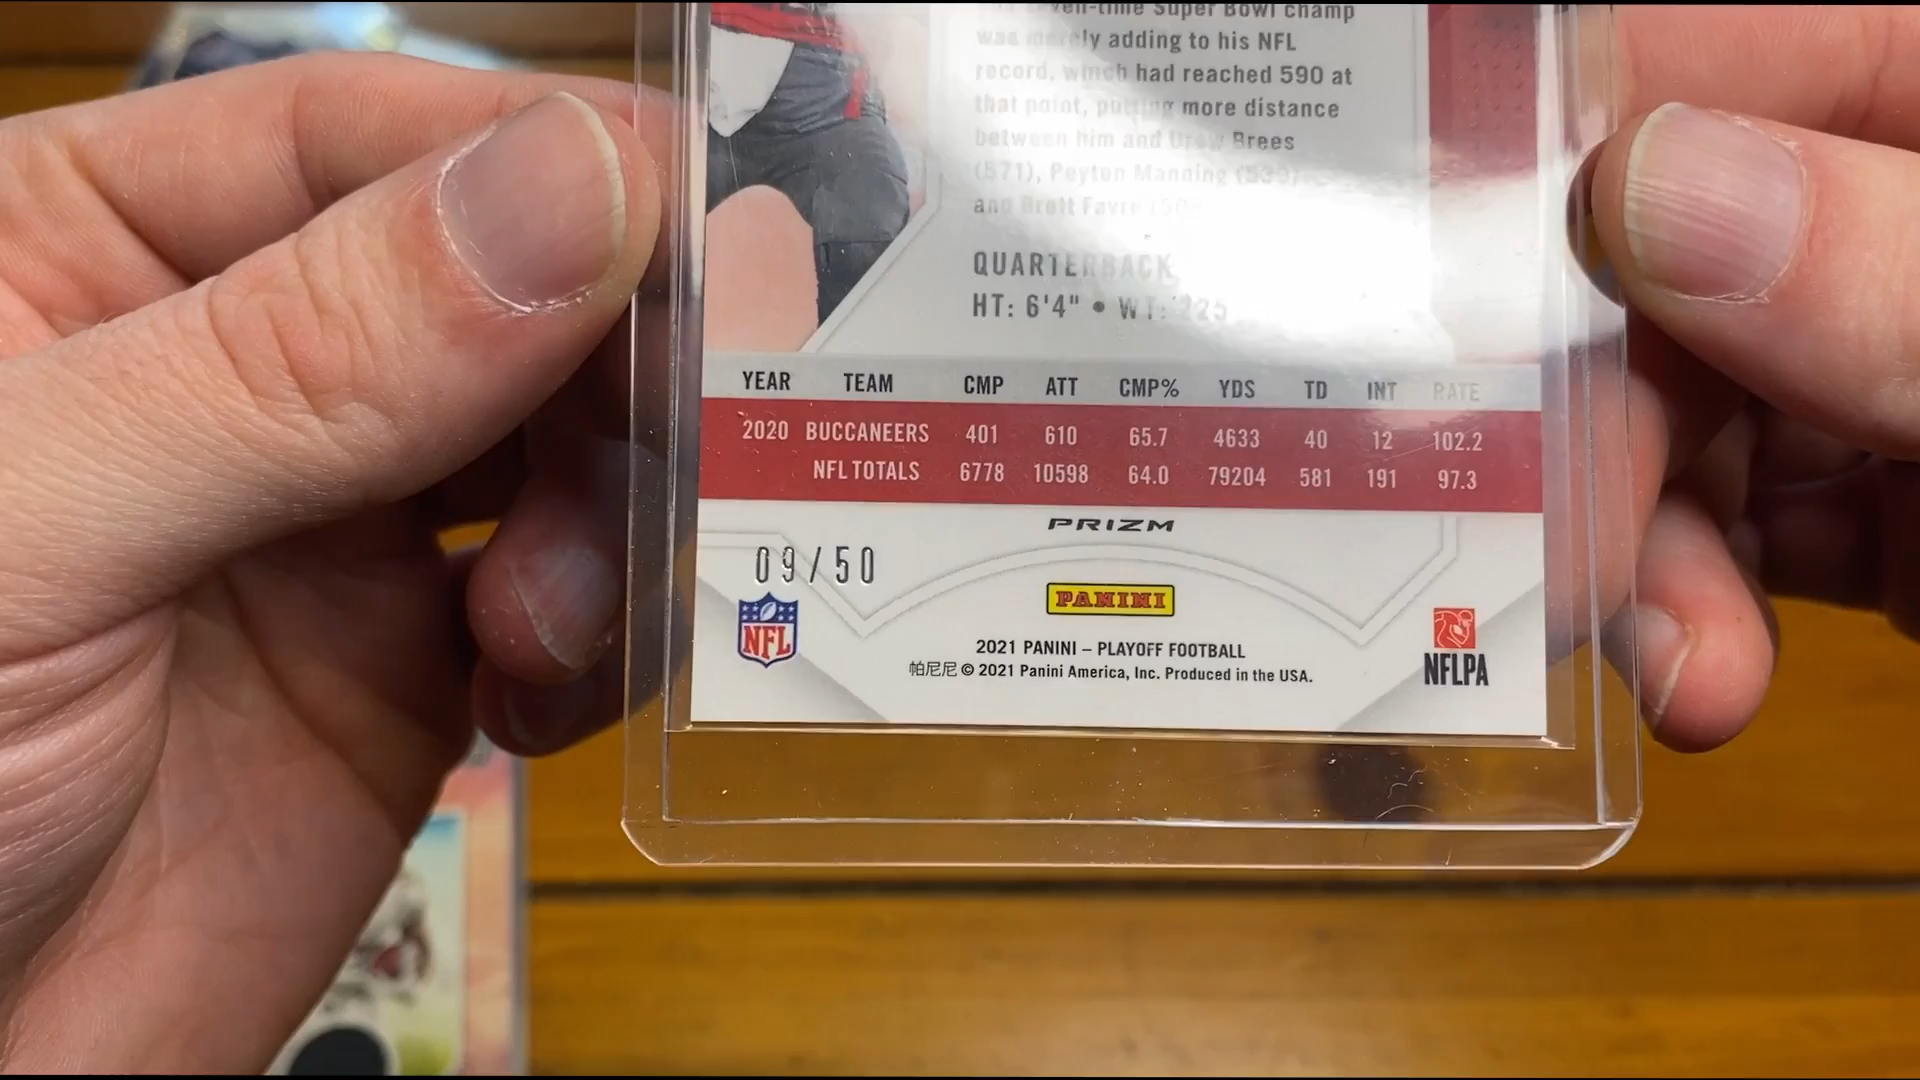 seven-time Super Bowl champ
was merely adding to his NFL
record, which had reached 590 at
that point, putting more distance
between him and Drew Brees
(571), Peyton Manning (539)
and Brett Favre
QUARTERBACK
HT: 6'4" • WT: 225
YEAR TEAM CMP ATT CMP% YDS TD INT RATE
2020 BUCCANEERS 401 610 65.7 4633 40 12 102.2
NFL TOTALS 6778 10598 64.0 79204 581 191 97.3
PRIZM
09/50
PANINI
NFL
2021 PANINI – PLAYOFF FOOTBALL
帕尼尼 © 2021 Panini America, Inc. Produced in the USA.
NFLPA